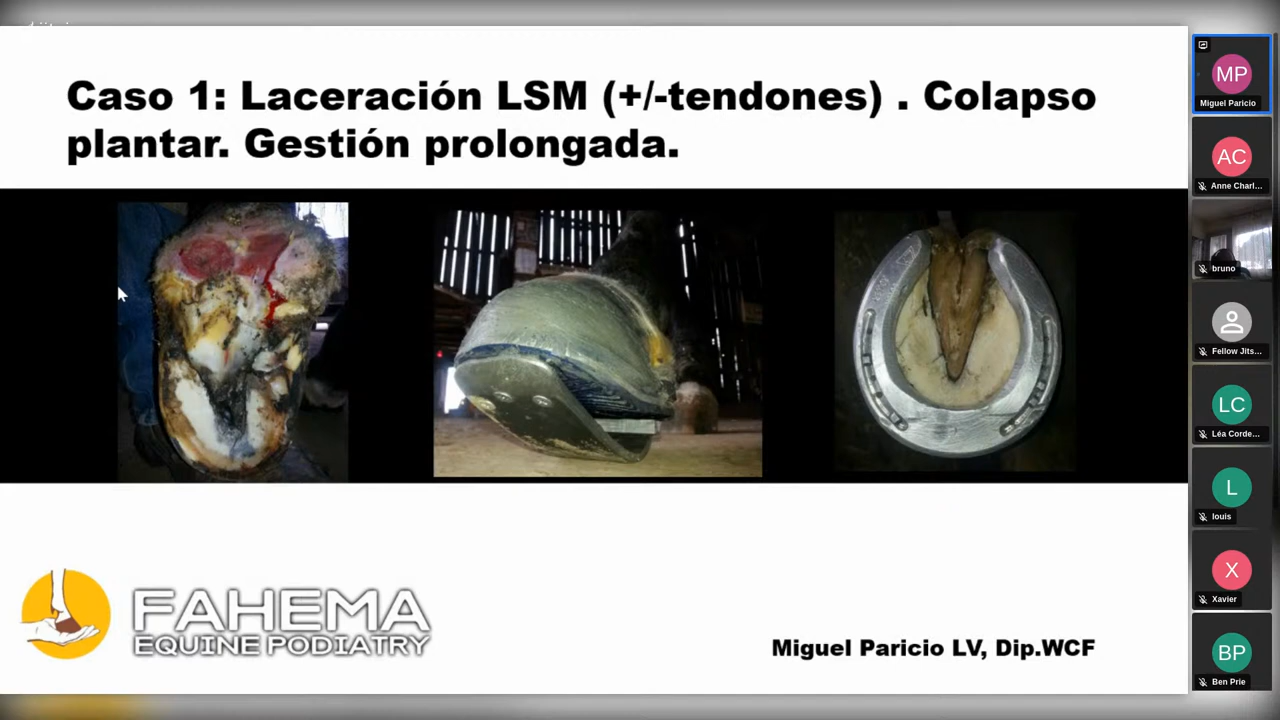 Caso 1: Laceración LSM (+/-tendones) . Colapso
plantar. Gestión prolongada.
FAHEMA
EQUINE PODIATRY
Miguel Paricio LV, Dip.WCF
MP
Miguel Paricio
AC
Anne Charl...
bruno
Fellow Jits...
LC
Léa Corde...
L
louis
X
Xavier
BP
Ben Prie